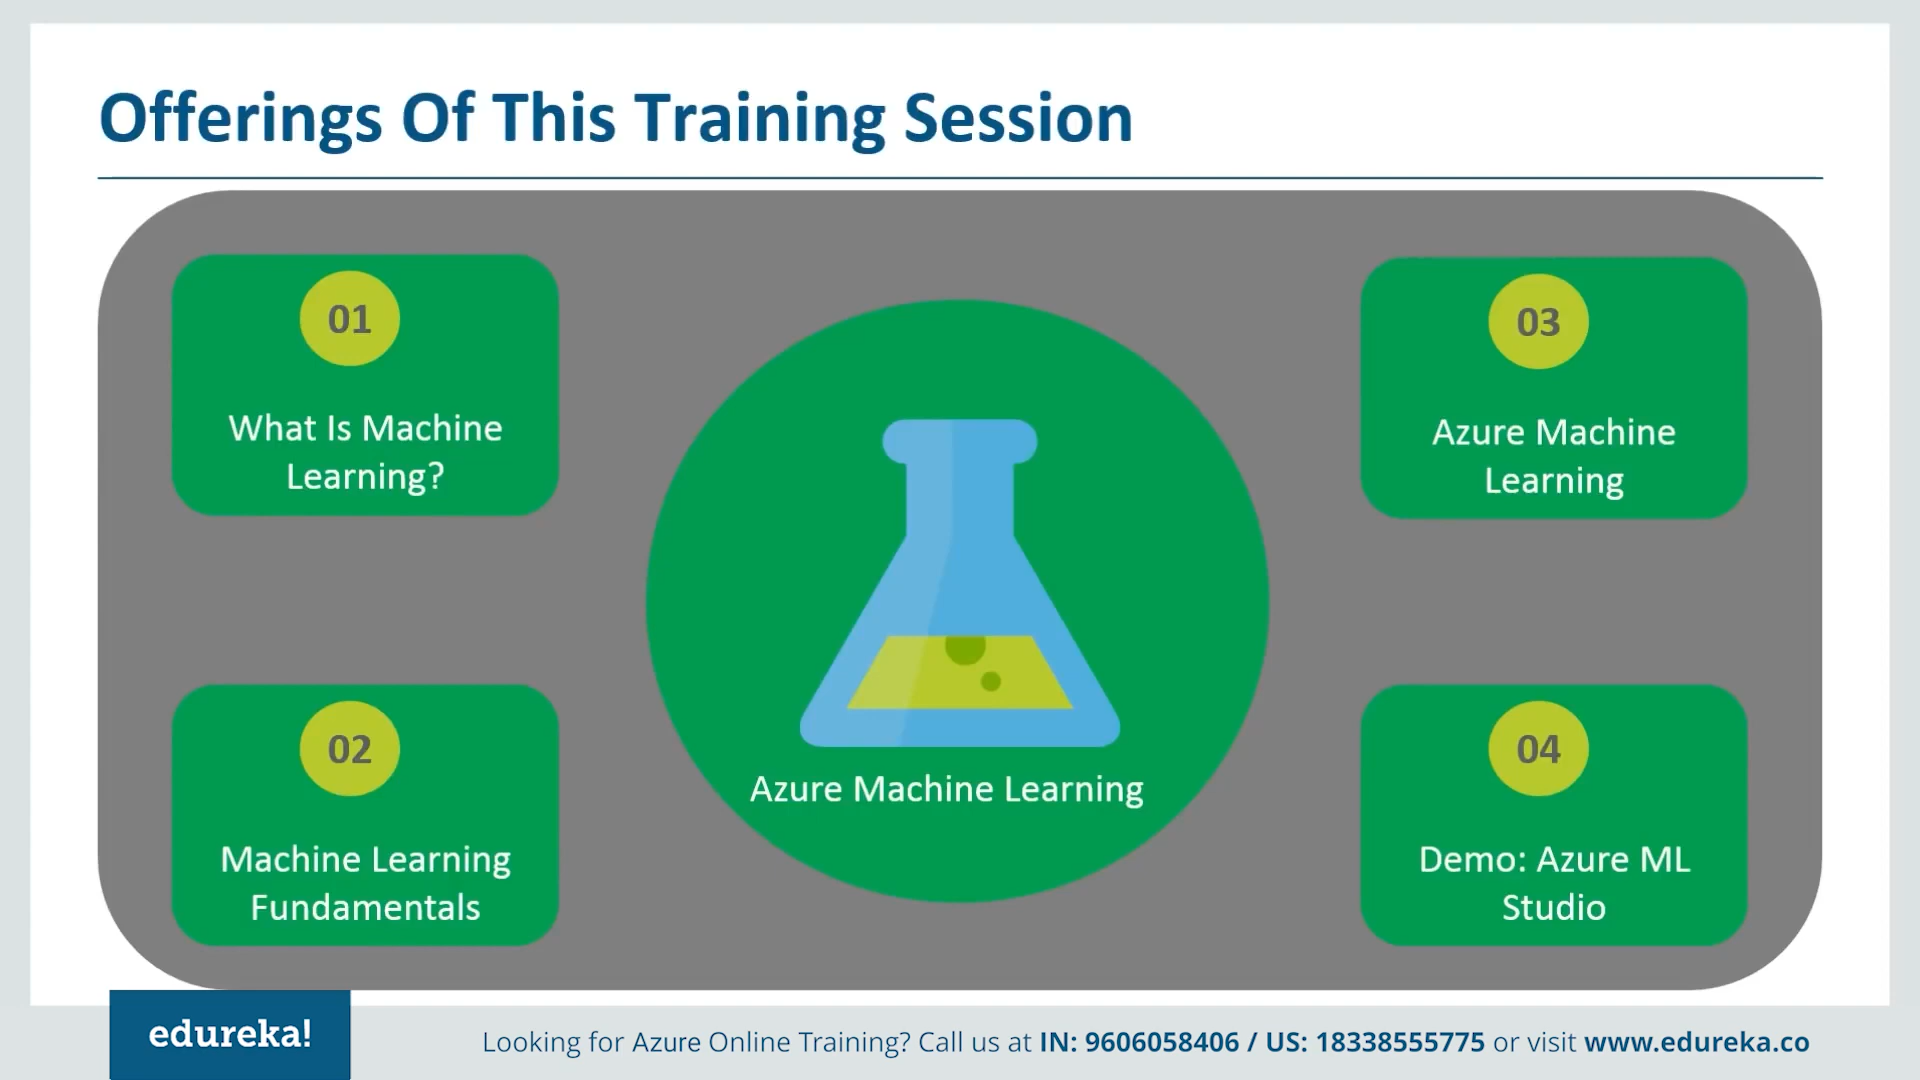 Offerings Of This Training Session
01
What Is Machine
Learning?
02
Machine Learning
Fundamentals
Azure Machine Learning
03
Azure Machine
Learning
04
Demo: Azure ML
Studio
edureka!
Looking for Azure Online Training? Call us at IN: 9606058406 / US: 18338555775 or visit www.edureka.co